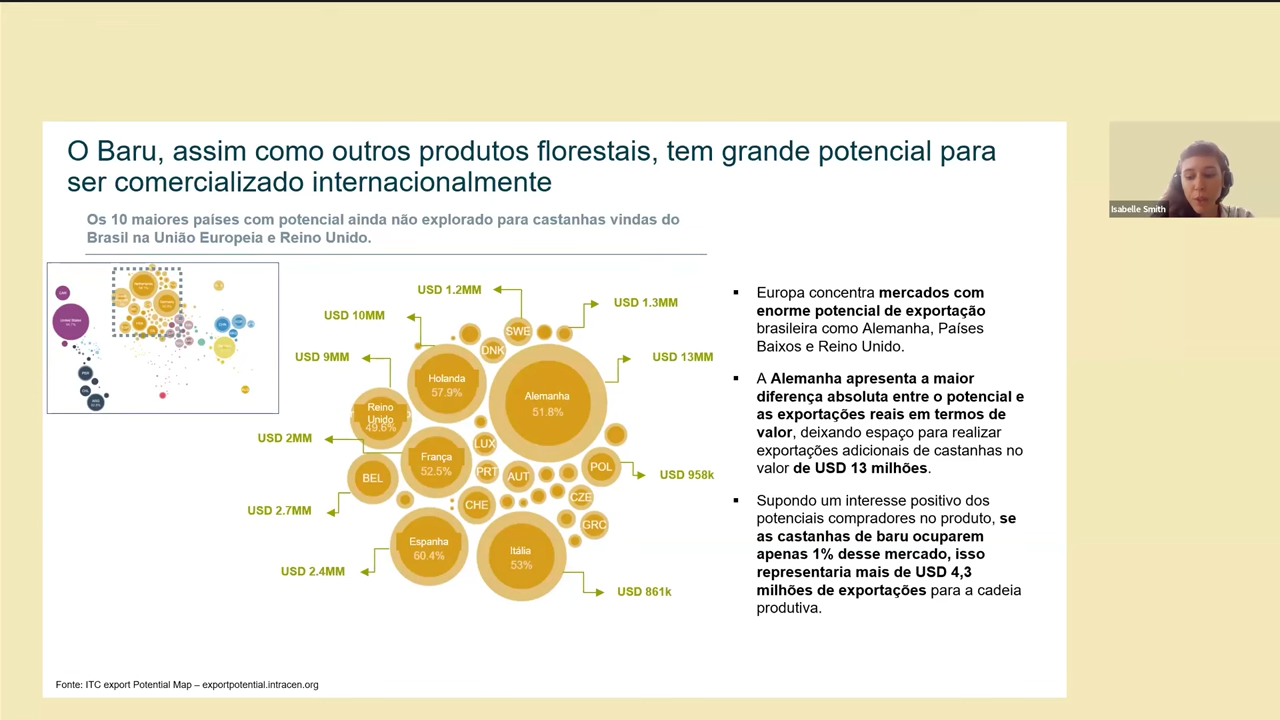 O Baru, assim como outros produtos florestais, tem grande potencial para
ser comercializado internacionalmente
Os 10 maiores países com potencial ainda não explorado para castanhas vindas do
Brasil na União Europeia e Reino Unido.
USD 1.2MM
USD 1.3MM
USD 10MM
USD 9MM
USD 13MM
USD 2MM
USD 958k
USD 2.7MM
USD 2.4MM
USD 861k
SWE
DNK
Holanda
57.9%
Alemanha
51.8%
Reino
Unido
49.6%
LUX
França
52.5%
BEL
PRT
AUT
POL
CHE
CZE
GRC
Espanha
60.4%
Itália
53%
Europa concentra mercados com
enorme potencial de exportação
brasileira como Alemanha, Países
Baixos e Reino Unido.
A Alemanha apresenta a maior
diferença absoluta entre o potencial e
as exportações reais em termos de
valor, deixando espaço para realizar
exportações adicionais de castanhas no
valor de USD 13 milhões.
Supondo um interesse positivo dos
potenciais compradores no produto, se
as castanhas de baru ocuparem
apenas 1% desse mercado, isso
representaria mais de USD 4,3
milhões de exportações para a cadeia
produtiva.
Fonte: ITC export Potential Map – exportpotential.intracen.org
Isabelle Smith